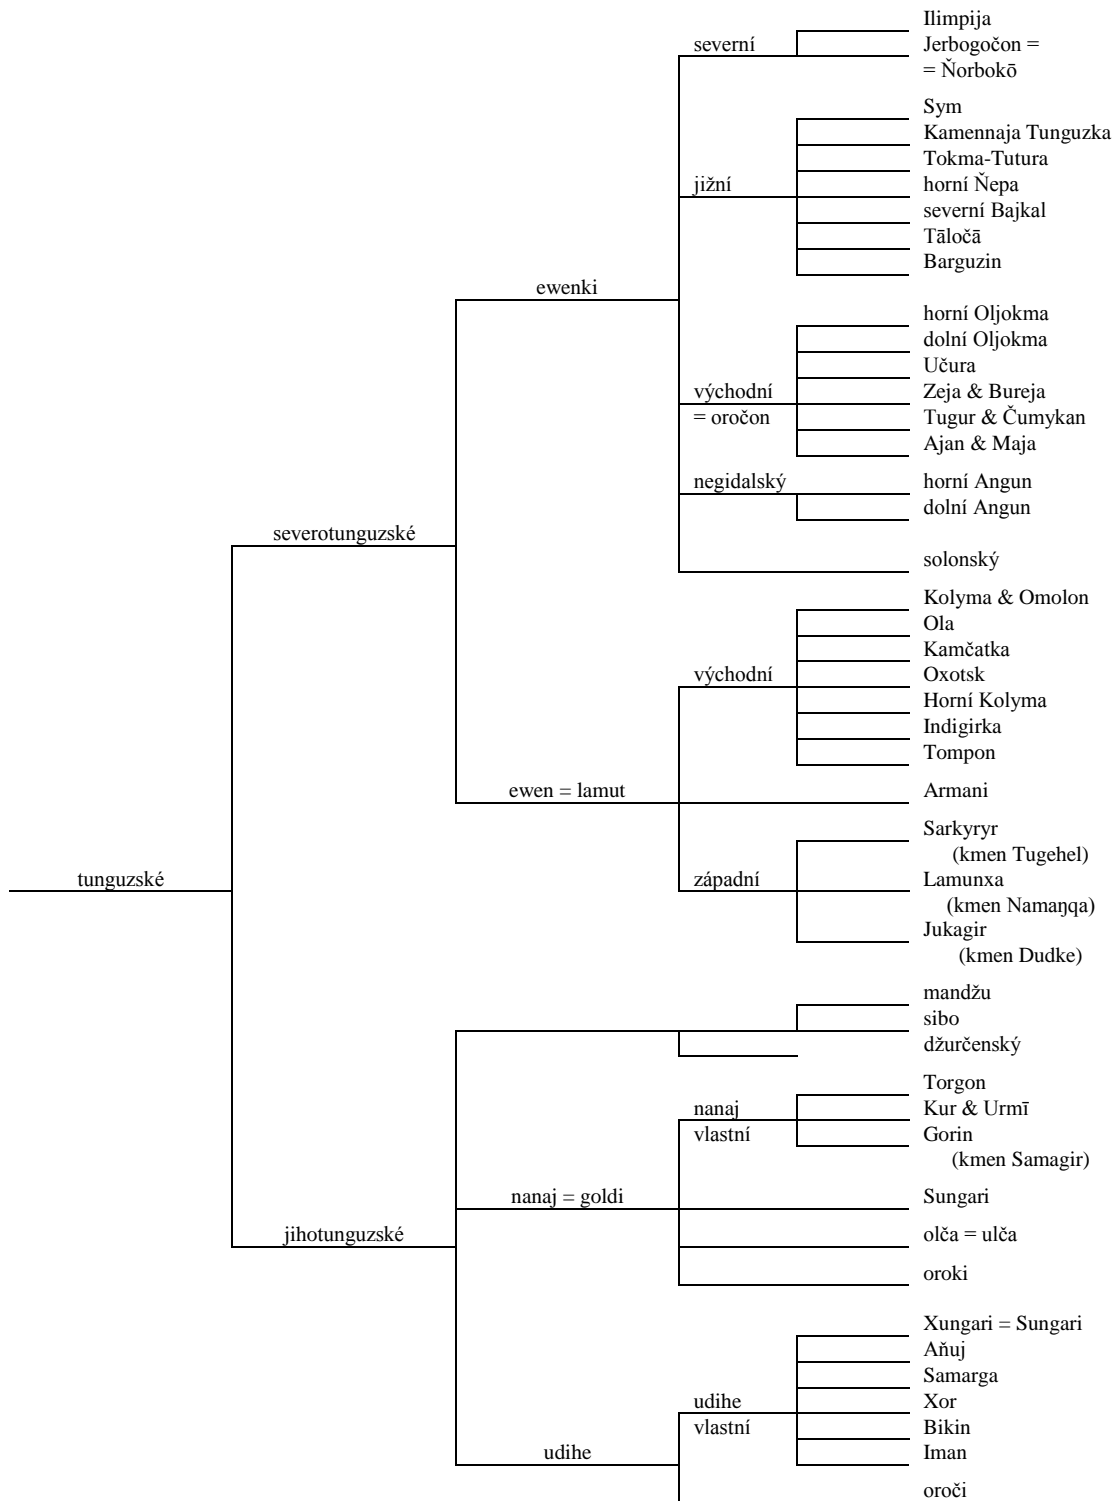 Ilimpija
severní
Jerbogočon =
= Ňorbokō
Sym
Kamennaja Tunguzka
Tokma-Tutura
jižní
horní Ňepa
severní Bajkal
Tāločā
Barguzin
ewenki
horní Oljokma
dolní Oljokma
Učura
východní
Zeja & Bureja
= oročon
Tugur & Čumykan
Ajan & Maja
negidalský
horní Angun
dolní Angun
severotunguzské
solonský
Kolyma & Omolon
Ola
Kamčatka
východní
Oxotsk
Horní Kolyma
Indigirka
Tompon
ewen = lamut
Armani
Sarkyryr
(kmen Tugehel)
tunguzské
západní
Lamunxa
(kmen Namaŋqa)
Jukagir
(kmen Dudke)
mandžu
sibo
džurčenský
Torgon
nanaj
Kur & Urmī
vlastní
Gorin
(kmen Samagir)
nanaj = goldi
Sungari
jihotunguzské
olča = ulča
oroki
Xungari = Sungari
Aňuj
Samarga
udihe
Xor
vlastní
Bikin
udihe
Iman
oroči